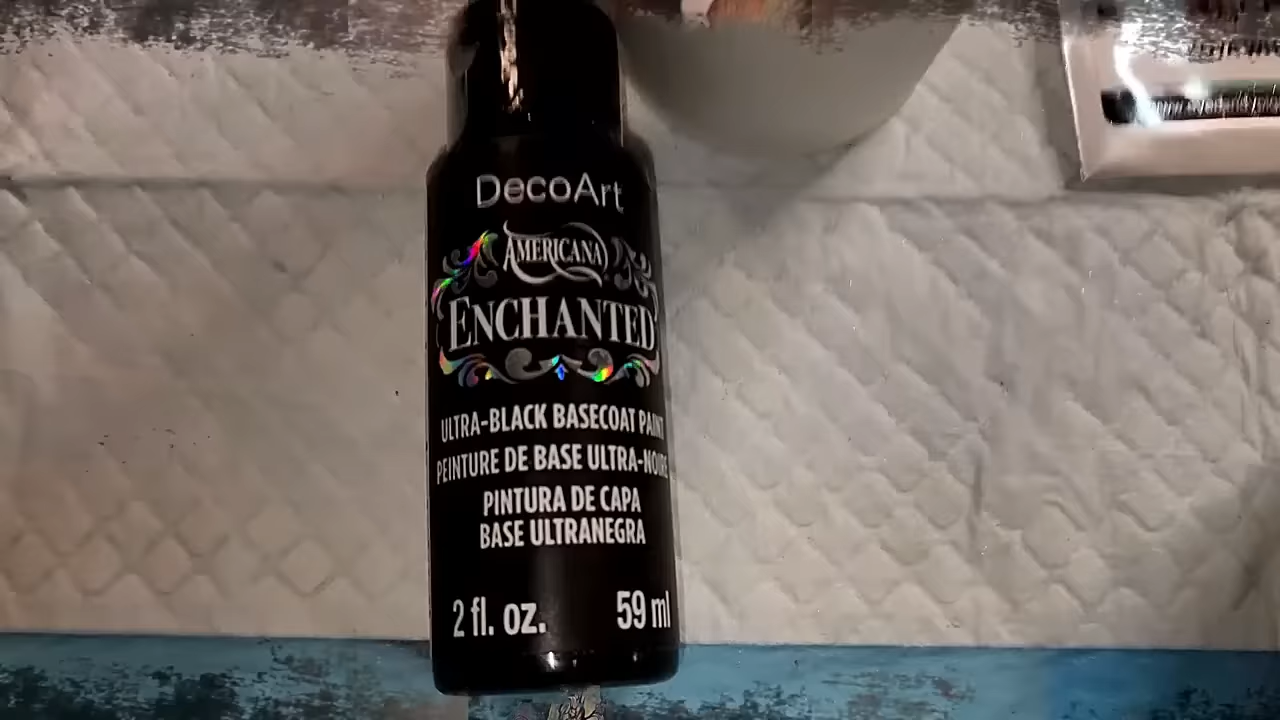 DecoArt
AMERICANA
ENCHANTED
ULTRA-BLACK BASECOAT PAINT
PEINTURE DE BASE ULTRA-NOIRE
PINTURA DE CAPA
BASE ULTRANEGRA
2 fl. oz. 59 ml